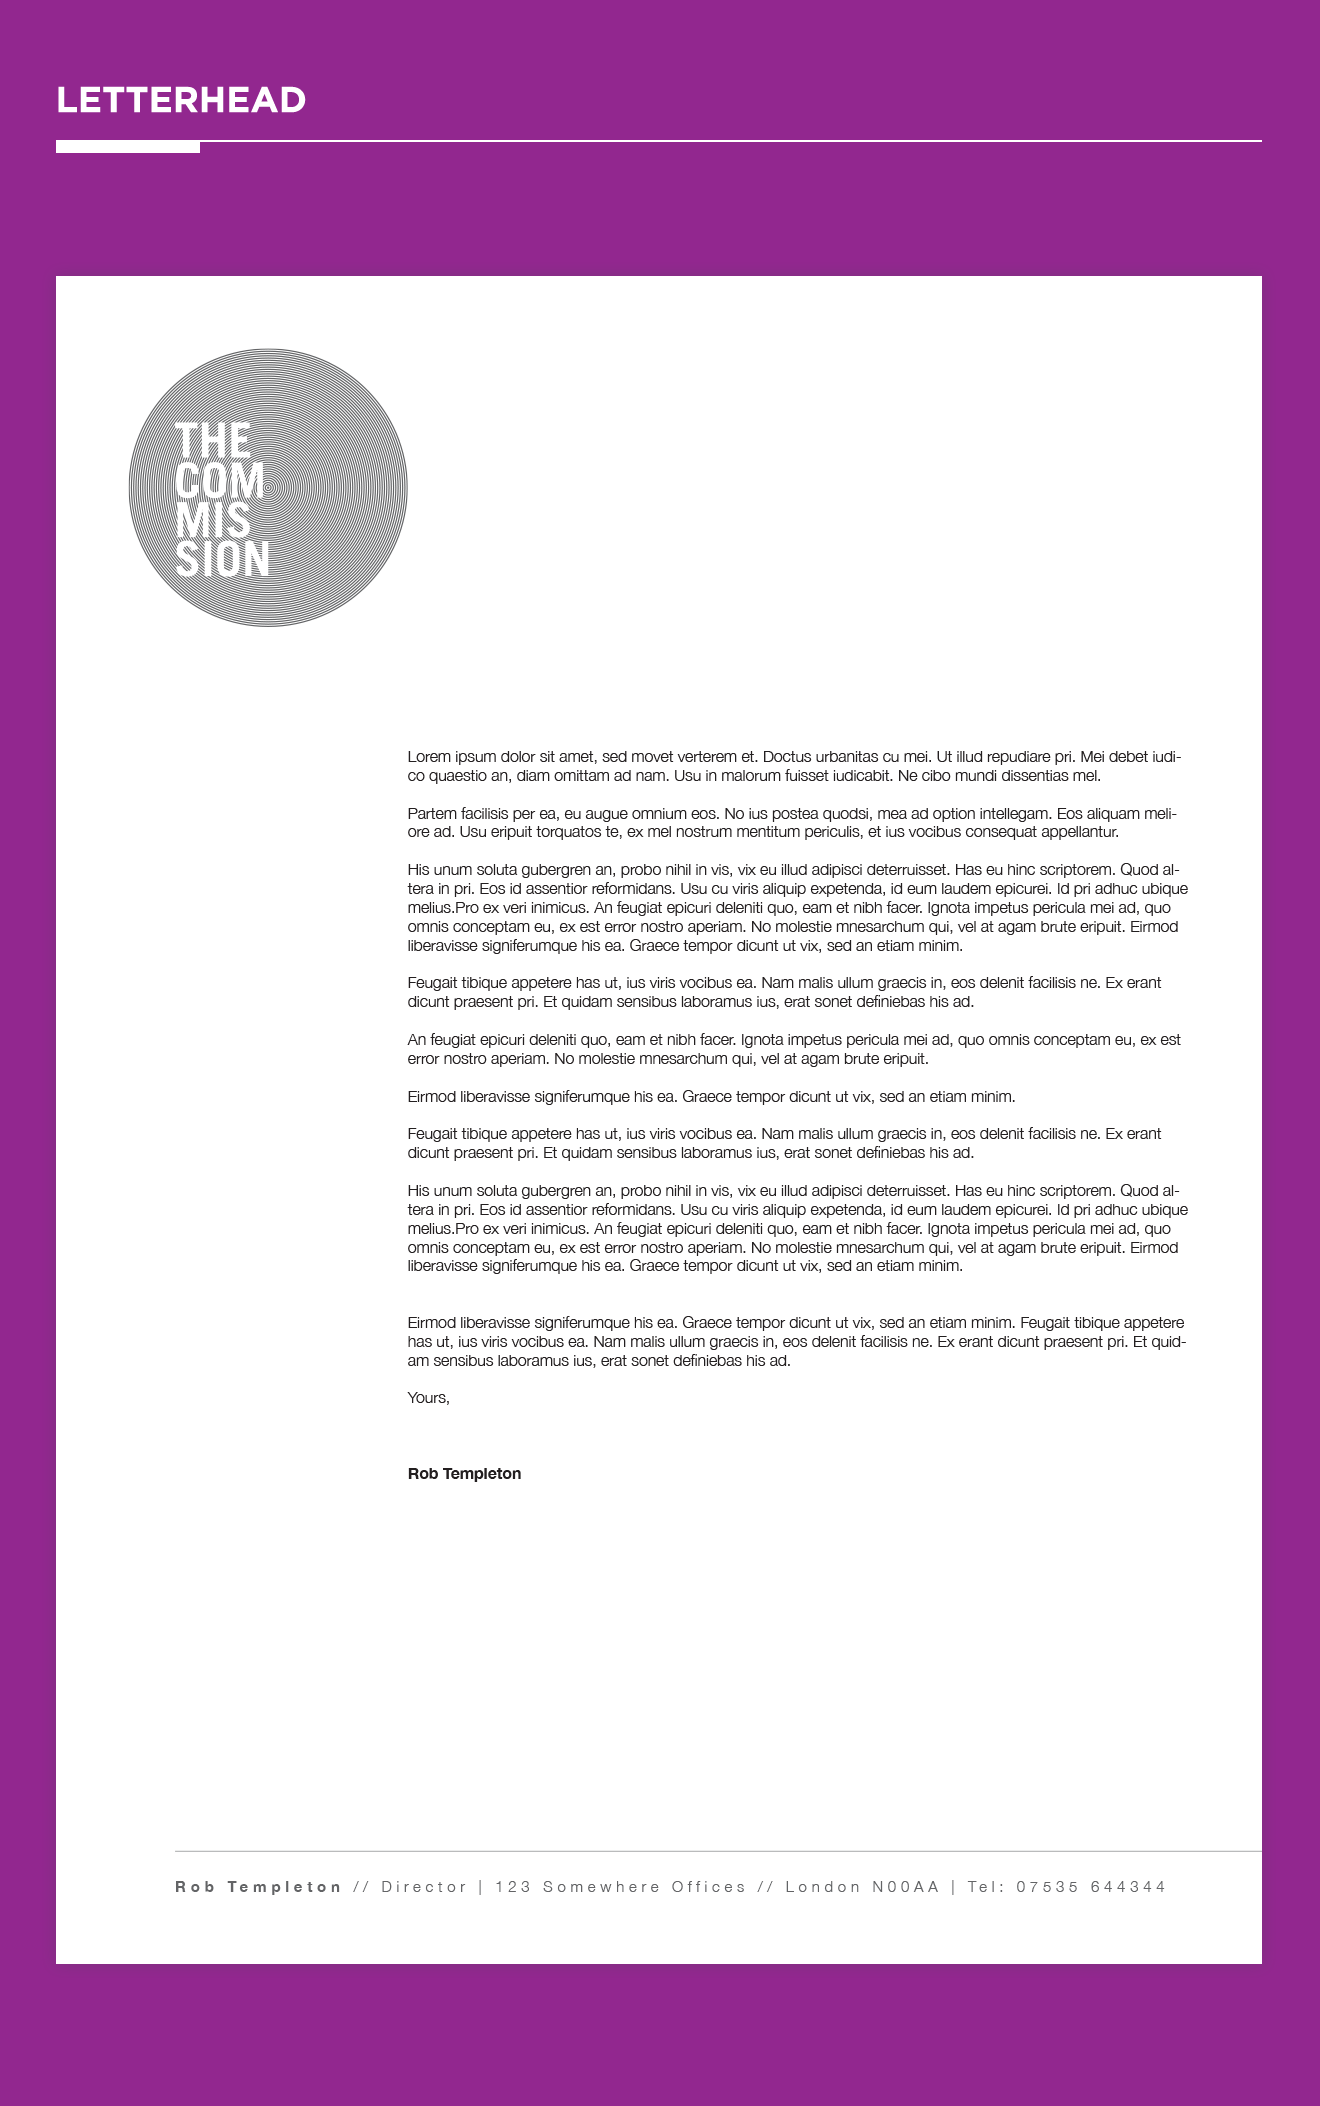 LETTERHEAD
THE
COM
MIS
SION
Lorem ipsum dolor sit amet, sed movet verterem et. Doctus urbanitas cu mei. Ut illud repudiare pri. Mei debet iudi-
co quaestio an, diam omittam ad nam. Usu in malorum fuisset iudicabit. Ne cibo mundi dissentias mel.
Partem facilisis per ea, eu augue omnium eos. No ius postea quodsi, mea ad option intellegam. Eos aliquam meli-
ore ad. Usu eripuit torquatos te, ex mel nostrum mentitum periculis, et ius vocibus consequat appellantur.
His unum soluta gubergren an, probo nihil in vis, vix eu illud adipisci deterruisset. Has eu hinc scriptorem. Quod al-
tera in pri. Eos id assentior reformidans. Usu cu viris aliquip expetenda, id eum laudem epicurei. Id pri adhuc ubique
melius.Pro ex veri inimicus. An feugiat epicuri deleniti quo, eam et nibh facer. Ignota impetus pericula mei ad, quo
omnis conceptam eu, ex est error nostro aperiam. No molestie mnesarchum qui, vel at agam brute eripuit. Eirmod
liberavisse signiferumque his ea. Graece tempor dicunt ut vix, sed an etiam minim.
Feugait tibique appetere has ut, ius viris vocibus ea. Nam malis ullum graecis in, eos delenit facilisis ne. Ex erant
dicunt praesent pri. Et quidam sensibus laboramus ius, erat sonet definiebas his ad.
An feugiat epicuri deleniti quo, eam et nibh facer. Ignota impetus pericula mei ad, quo omnis conceptam eu, ex est
error nostro aperiam. No molestie mnesarchum qui, vel at agam brute eripuit.
Eirmod liberavisse signiferumque his ea. Graece tempor dicunt ut vix, sed an etiam minim.
Feugait tibique appetere has ut, ius viris vocibus ea. Nam malis ullum graecis in, eos delenit facilisis ne. Ex erant
dicunt praesent pri. Et quidam sensibus laboramus ius, erat sonet definiebas his ad.
His unum soluta gubergren an, probo nihil in vis, vix eu illud adipisci deterruisset. Has eu hinc scriptorem. Quod al-
tera in pri. Eos id assentior reformidans. Usu cu viris aliquip expetenda, id eum laudem epicurei. Id pri adhuc ubique
melius.Pro ex veri inimicus. An feugiat epicuri deleniti quo, eam et nibh facer. Ignota impetus pericula mei ad, quo
omnis conceptam eu, ex est error nostro aperiam. No molestie mnesarchum qui, vel at agam brute eripuit. Eirmod
liberavisse signiferumque his ea. Graece tempor dicunt ut vix, sed an etiam minim.
Eirmod liberavisse signiferumque his ea. Graece tempor dicunt ut vix, sed an etiam minim. Feugait tibique appetere
has ut, ius viris vocibus ea. Nam malis ullum graecis in, eos delenit facilisis ne. Ex erant dicunt praesent pri. Et quid-
am sensibus laboramus ius, erat sonet definiebas his ad.
Yours,
Rob Templeton
Rob Templeton // Director | 123 Somewhere Offices // London N00AA | Tel: 07535 644344